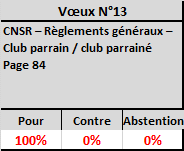 Vœux N°13
CNSR – Règlements généraux –
Club parrain / club parrainé
Page 84
Pour Contre Abstention
100% 0% 0%